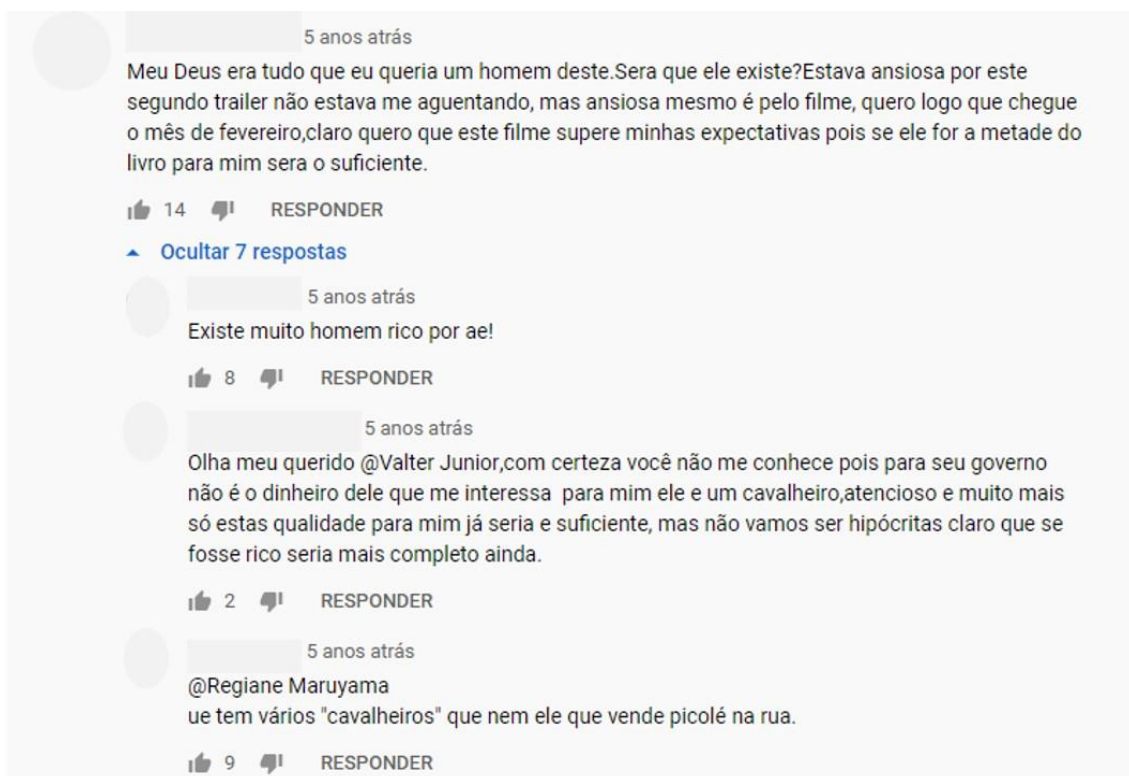 5 anos atrás
Meu Deus era tudo que eu queria um homem deste.Sera que ele existe?Estava ansiosa por este
segundo trailer não estava me aguentando, mas ansiosa mesmo é pelo filme, quero logo que chegue
o mês de fevereiro,claro quero que este filme supere minhas expectativas pois se ele for a metade do
livro para mim sera o suficiente.
14 RESPONDER
Ocultar 7 respostas
5 anos atrás
Existe muito homem rico por ae!
8 RESPONDER
5 anos atrás
Olha meu querido @Valter Junior,com certeza você não me conhece pois para seu governo
não é o dinheiro dele que me interessa  para mim ele e um cavalheiro,atencioso e muito mais
só estas qualidade para mim já seria e suficiente, mas não vamos ser hipócritas claro que se
fosse rico seria mais completo ainda.
2 RESPONDER
5 anos atrás
@Regiane Maruyama
ue tem vários "cavalheiros" que nem ele que vende picolé na rua.
9 RESPONDER